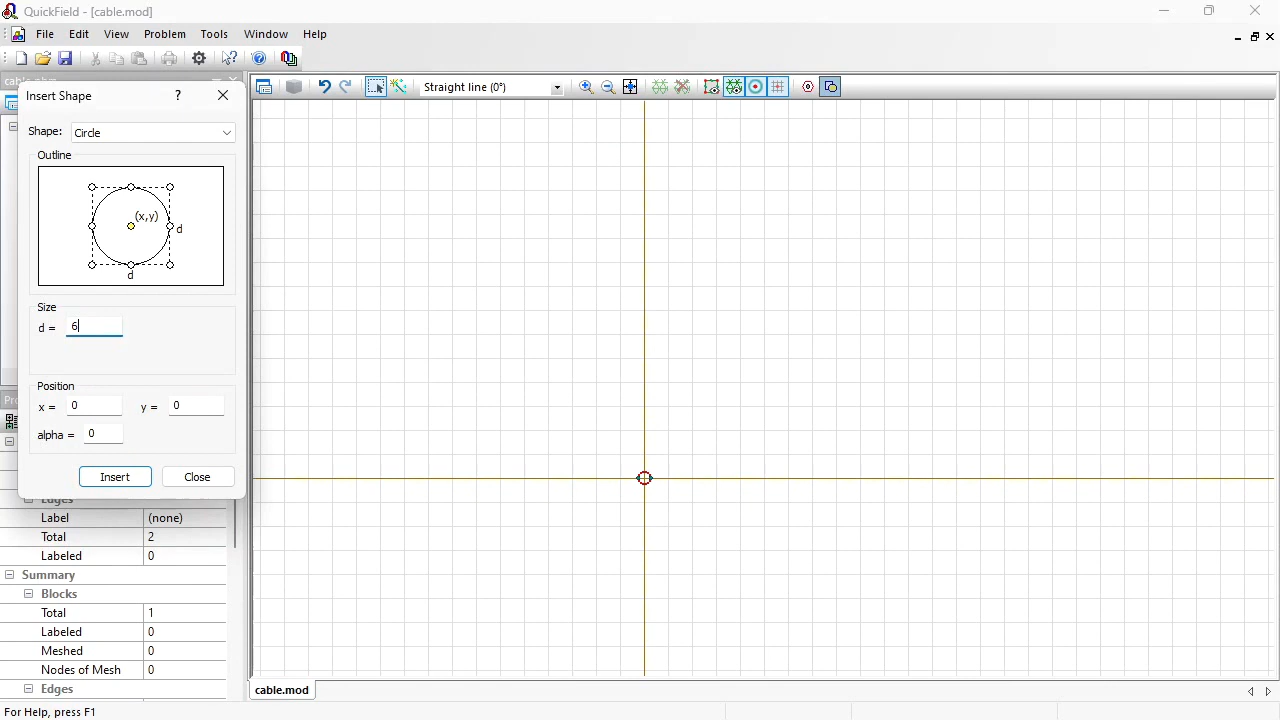 QuickField - [cable.mod]
File Edit View Problem Tools Window Help
Insert Shape ?
Straight line (0°)
Shape: Circle
Outline
(x,y)
d
d
Size
d = 6
Position
x = 0 y = 0
alpha = 0
Insert Close
Edges
Label (none)
Total 2
Labeled 0
Summary
Blocks
Total 1
Labeled 0
Meshed 0
Nodes of Mesh 0
Edges
cable.mod
For Help, press F1